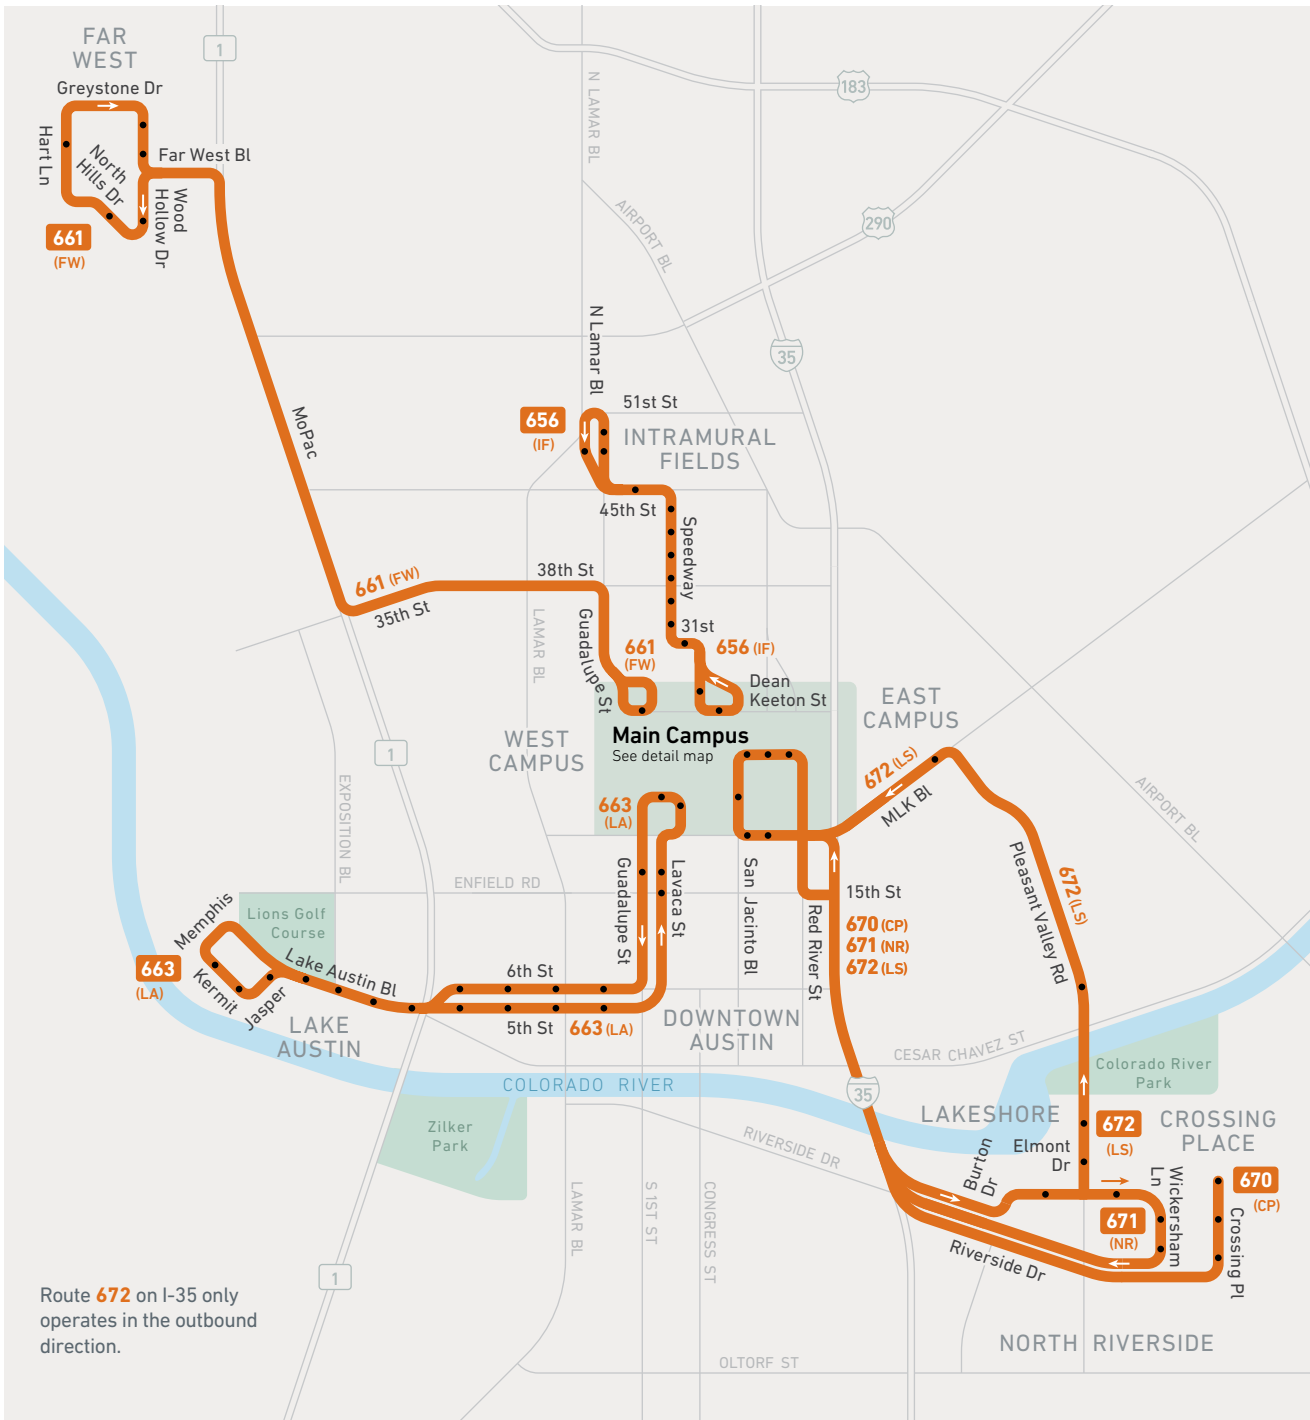 FAR
WEST
1
Greystone Dr
Hart Ln
North
Hills Dr
Far West Bl
Wood
Hollow Dr
661
(FW)
N LAMAR BL
183
AIRPORT BL
290
35
MoPac
N Lamar Bl
51st St
656
(IF)
INTRAMURAL
FIELDS
45th St
Speedway
661 (FW)
35th St
38th St
Guadalupe St
LAMAR BL
31st
661
(FW)
656 (IF)
Dean
Keeton St
EAST
CAMPUS
WEST
CAMPUS
Main Campus
See detail map
1
672 (LS)
MLK Bl
EXPOSITION BL
663
(LA)
AIRPORT BL
Pleasant Valley Rd
672 (LS)
ENFIELD RD
Guadalupe St
Lavaca St
San Jacinto Bl
Red River St
15th St
670 (CP)
671 (NR)
672 (LS)
Lions Golf
Course
Memphis
Kermit
Jasper
663
(LA)
Lake Austin Bl
LAKE
AUSTIN
6th St
5th St
663 (LA)
DOWNTOWN
AUSTIN
CESAR CHAVEZ ST
Colorado River
Park
COLORADO RIVER
35
LAKESHORE
CROSSING
PLACE
Zilker
Park
RIVERSIDE DR
Burton
Dr
Elmont
Dr
672
(LS)
Wickersham
Ln
670
(CP)
671
(NR)
Crossing Pl
Riverside Dr
LAMAR BL
S 1ST ST
CONGRESS ST
1
Route 672 on I-35 only
operates in the outbound
direction.
NORTH RIVERSIDE
OLTORF ST